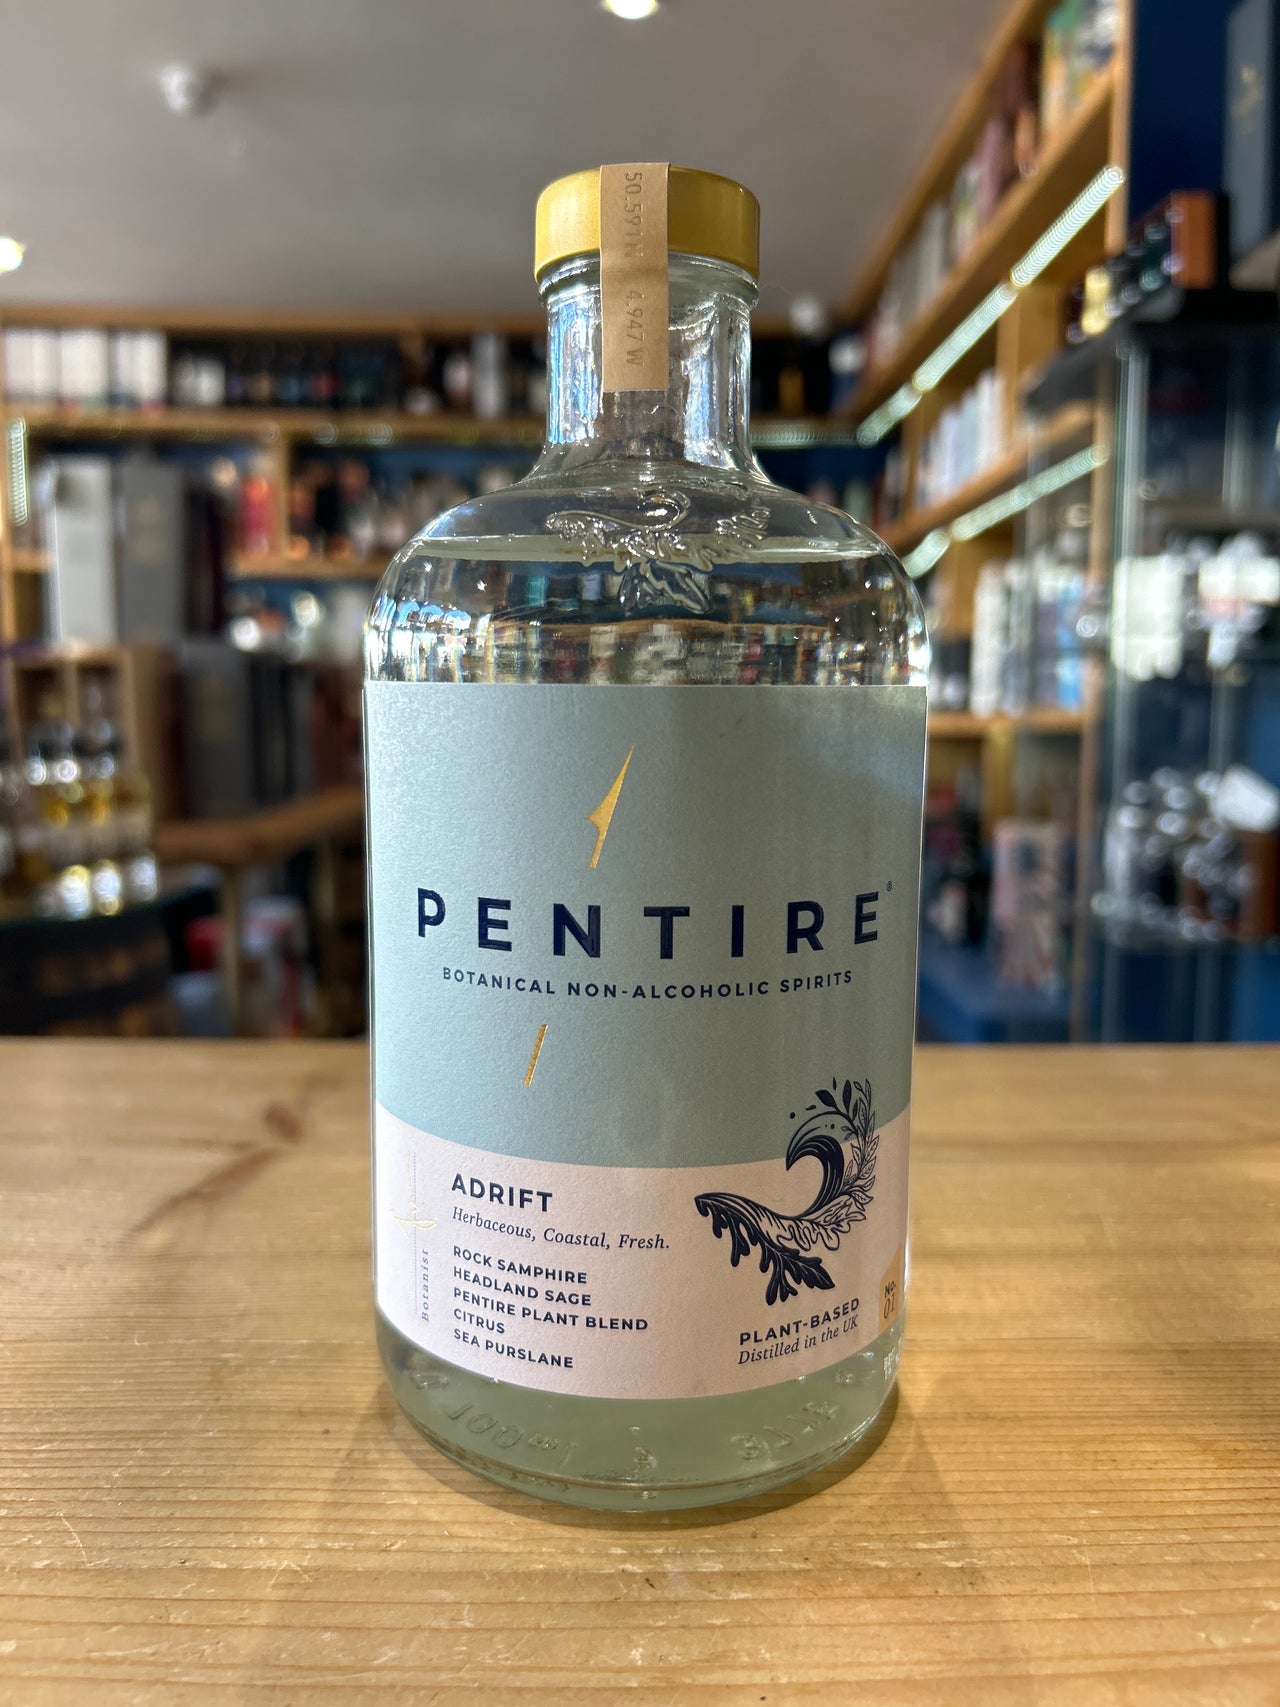 50.591N 4.947W
PENTIRE®
BOTANICAL NON-ALCOHOLIC SPIRITS
ADRIFT
Herbaceous, Coastal, Fresh.
ROCK SAMPHIRE
HEADLAND SAGE
PENTIRE PLANT BLEND
CITRUS
SEA PURSLANE
Botanist
PLANT-BASED
Distilled in the UK
No.
01